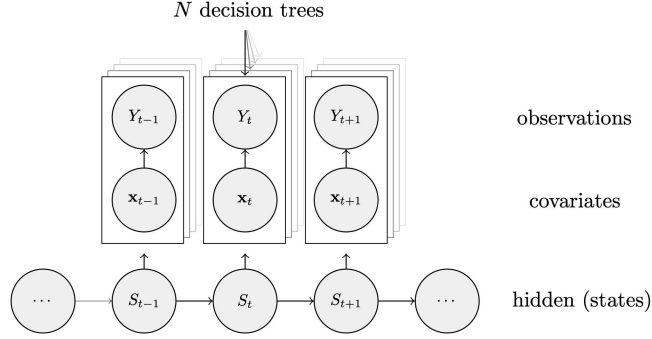 N decision trees
Y_{t−1} Y_t Y_{t+1} observations
x_{t−1} x_t x_{t+1} covariates
... S_{t−1} S_t S_{t+1} ... hidden (states)